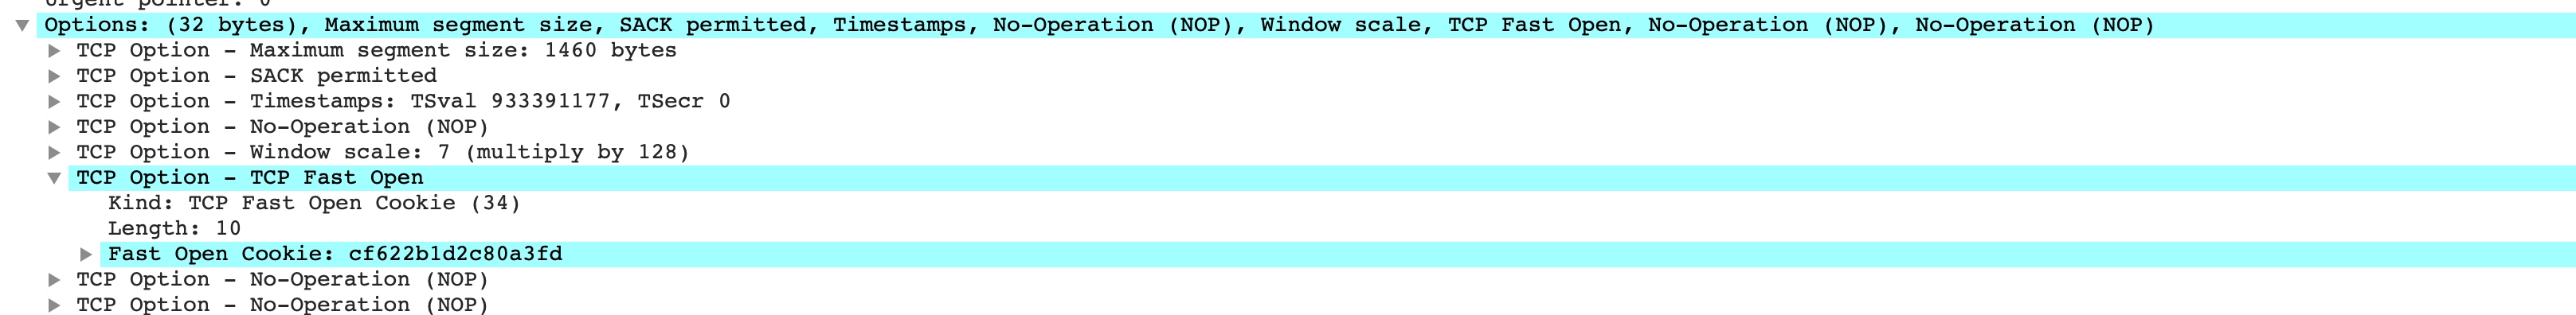 Urgent pointer: 0
Options: (32 bytes), Maximum segment size, SACK permitted, Timestamps, No-Operation (NOP), Window scale, TCP Fast Open, No-Operation (NOP), No-Operation (NOP)
TCP Option - Maximum segment size: 1460 bytes
TCP Option - SACK permitted
TCP Option - Timestamps: TSval 933391177, TSecr 0
TCP Option - No-Operation (NOP)
TCP Option - Window scale: 7 (multiply by 128)
TCP Option - TCP Fast Open
Kind: TCP Fast Open Cookie (34)
Length: 10
Fast Open Cookie: cf622b1d2c80a3fd
TCP Option - No-Operation (NOP)
TCP Option - No-Operation (NOP)